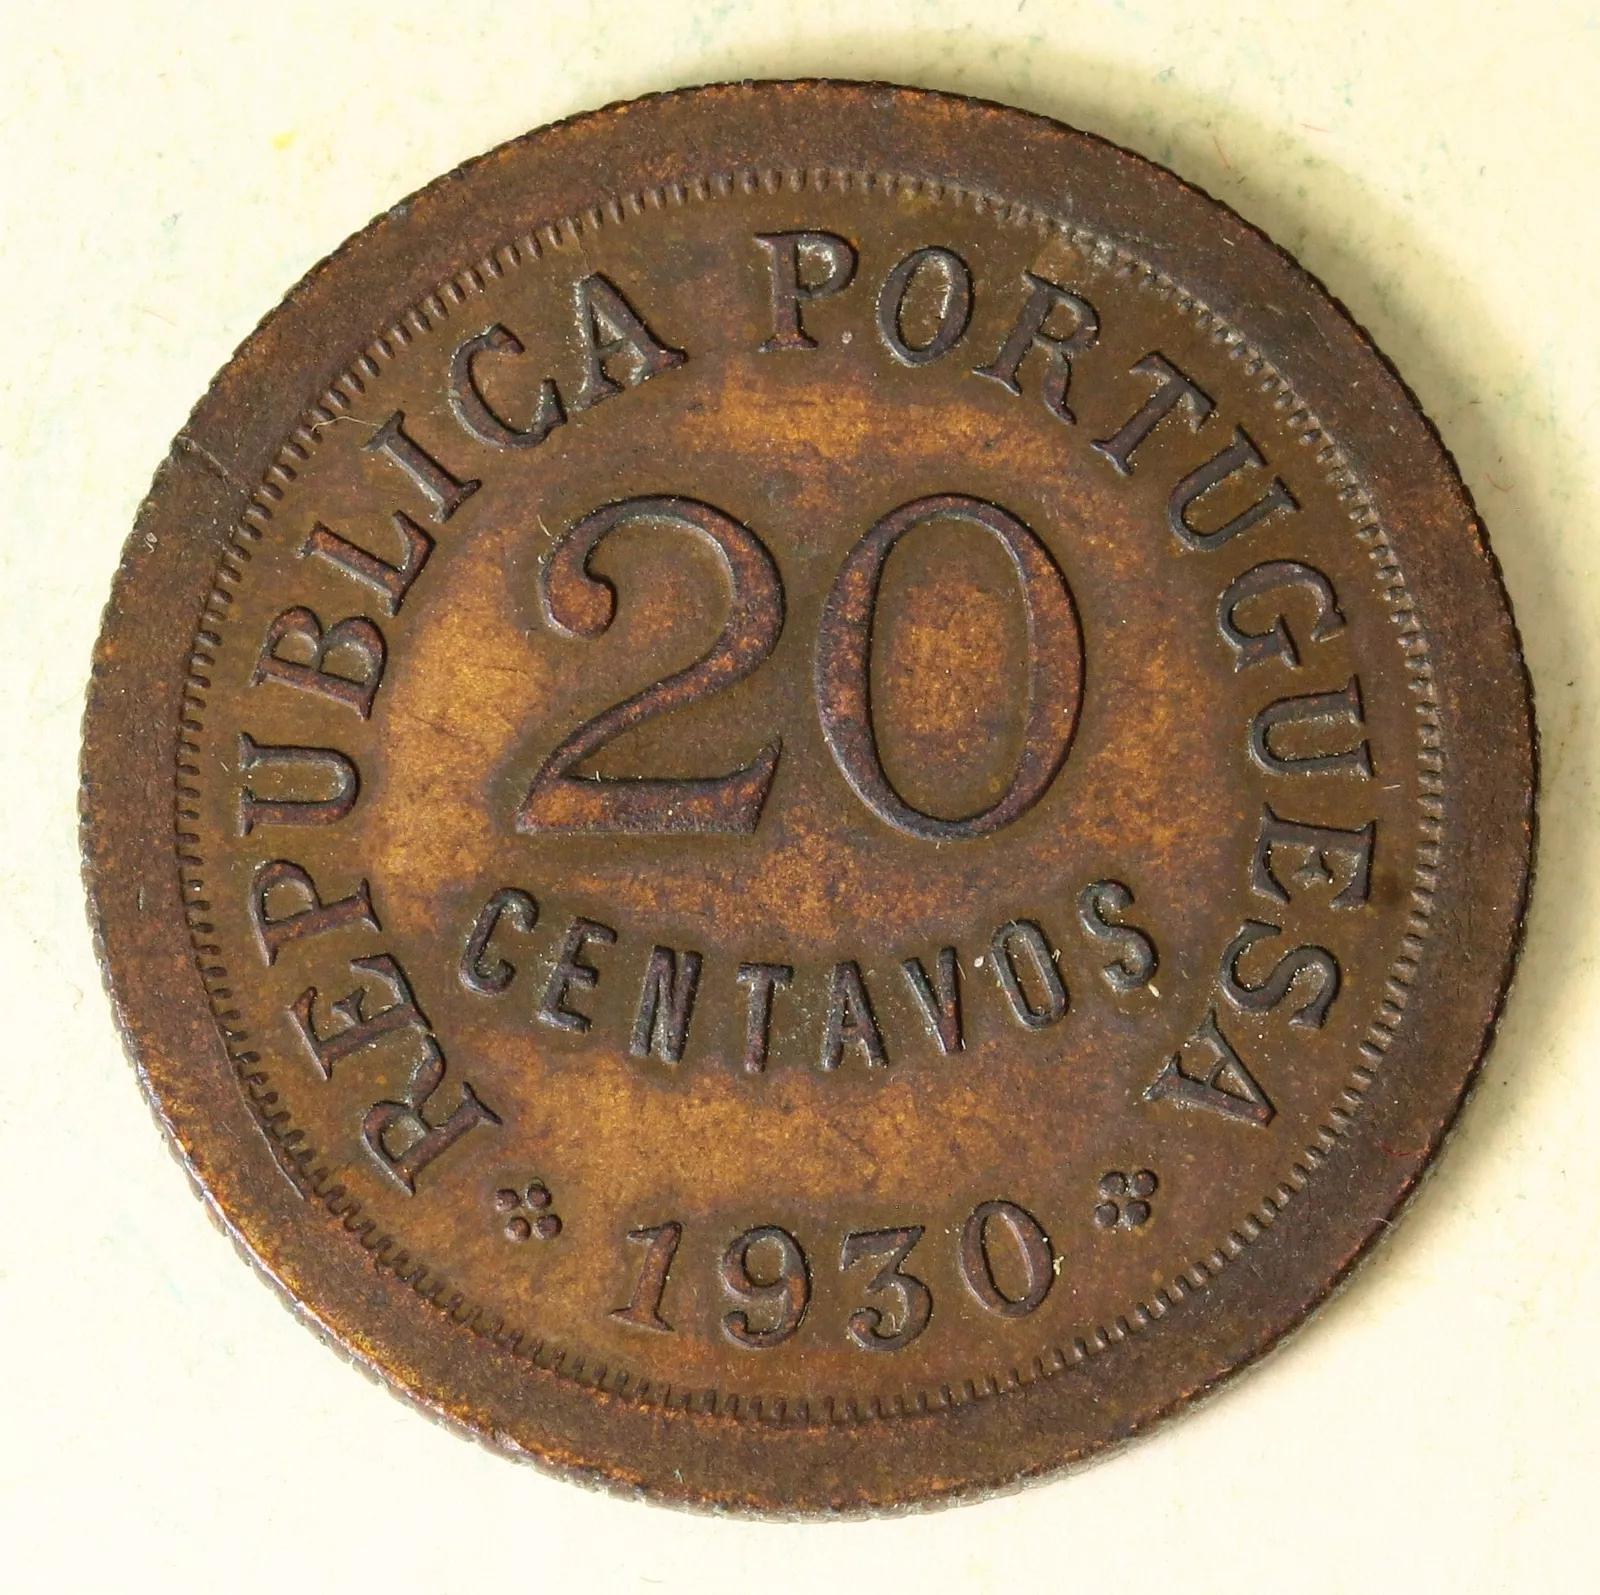 REPUBLICA PORTUGUESA
20
CENTAVOS
1930